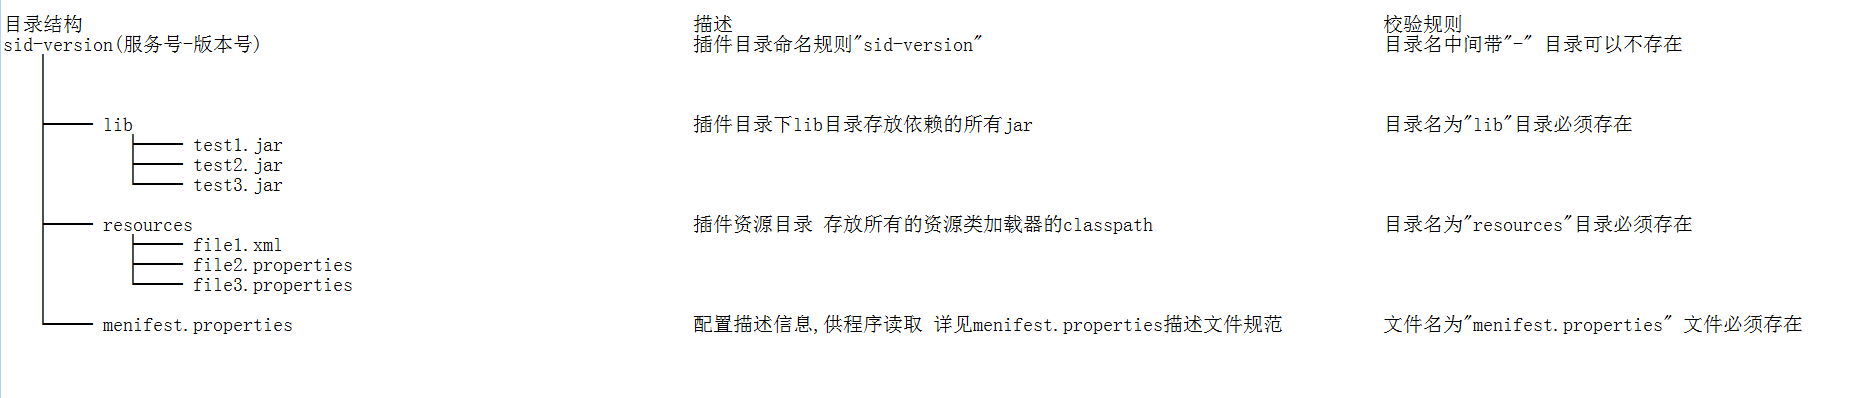 目录结构 描述 校验规则
sid-version(服务号-版本号) 插件目录命名规则"sid-version" 目录名中间带"-" 目录可以不存在
lib 插件目录下lib目录存放依赖的所有jar 目录名为"lib"目录必须存在
test1.jar
test2.jar
test3.jar
resources 插件资源目录 存放所有的资源类加载器的classpath 目录名为"resources"目录必须存在
file1.xml
file2.properties
file3.properties
menifest.properties 配置描述信息,供程序读取 详见menifest.properties描述文件规范 文件名为"menifest.properties" 文件必须存在